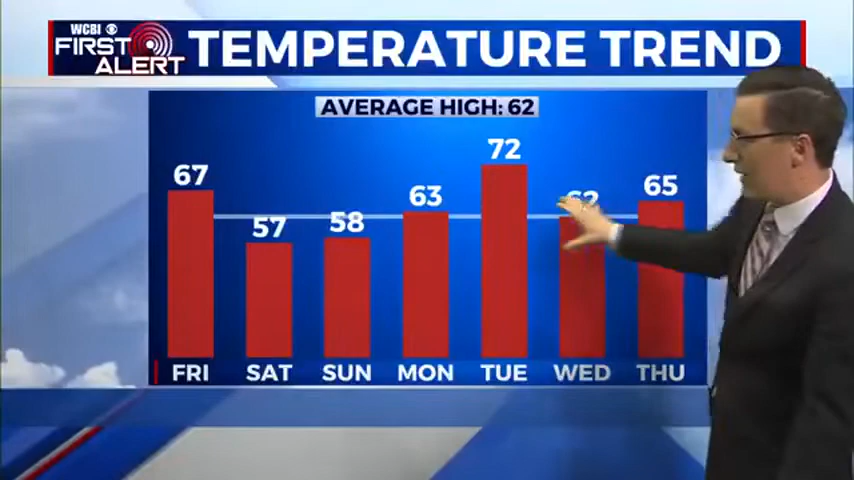 WCBI
FIRST
ALERT
TEMPERATURE TREND
AVERAGE HIGH: 62
67
57
58
63
72
62
65
FRI
SAT
SUN
MON
TUE
WED
THU